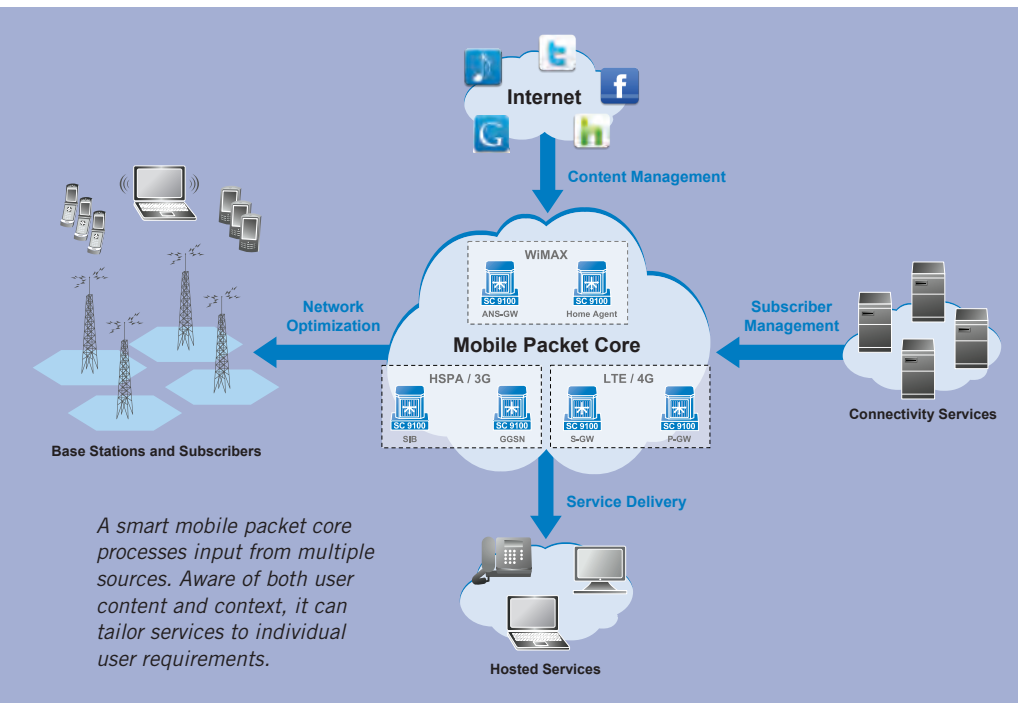 Internet
Content Management
WiMAX
SC 9100
SC 9100
ANS-GW
Home Agent
Network
Optimization
Subscriber
Management
Mobile Packet Core
HSPA / 3G
LTE / 4G
SC 9100
SC 9100
SC 9100
SC 9100
SIB
GGSN
S-GW
P-GW
Connectivity Services
Base Stations and Subscribers
Service Delivery
A smart mobile packet core
processes input from multiple
sources. Aware of both user
content and context, it can
tailor services to individual
user requirements.
Hosted Services
t
f
G
h